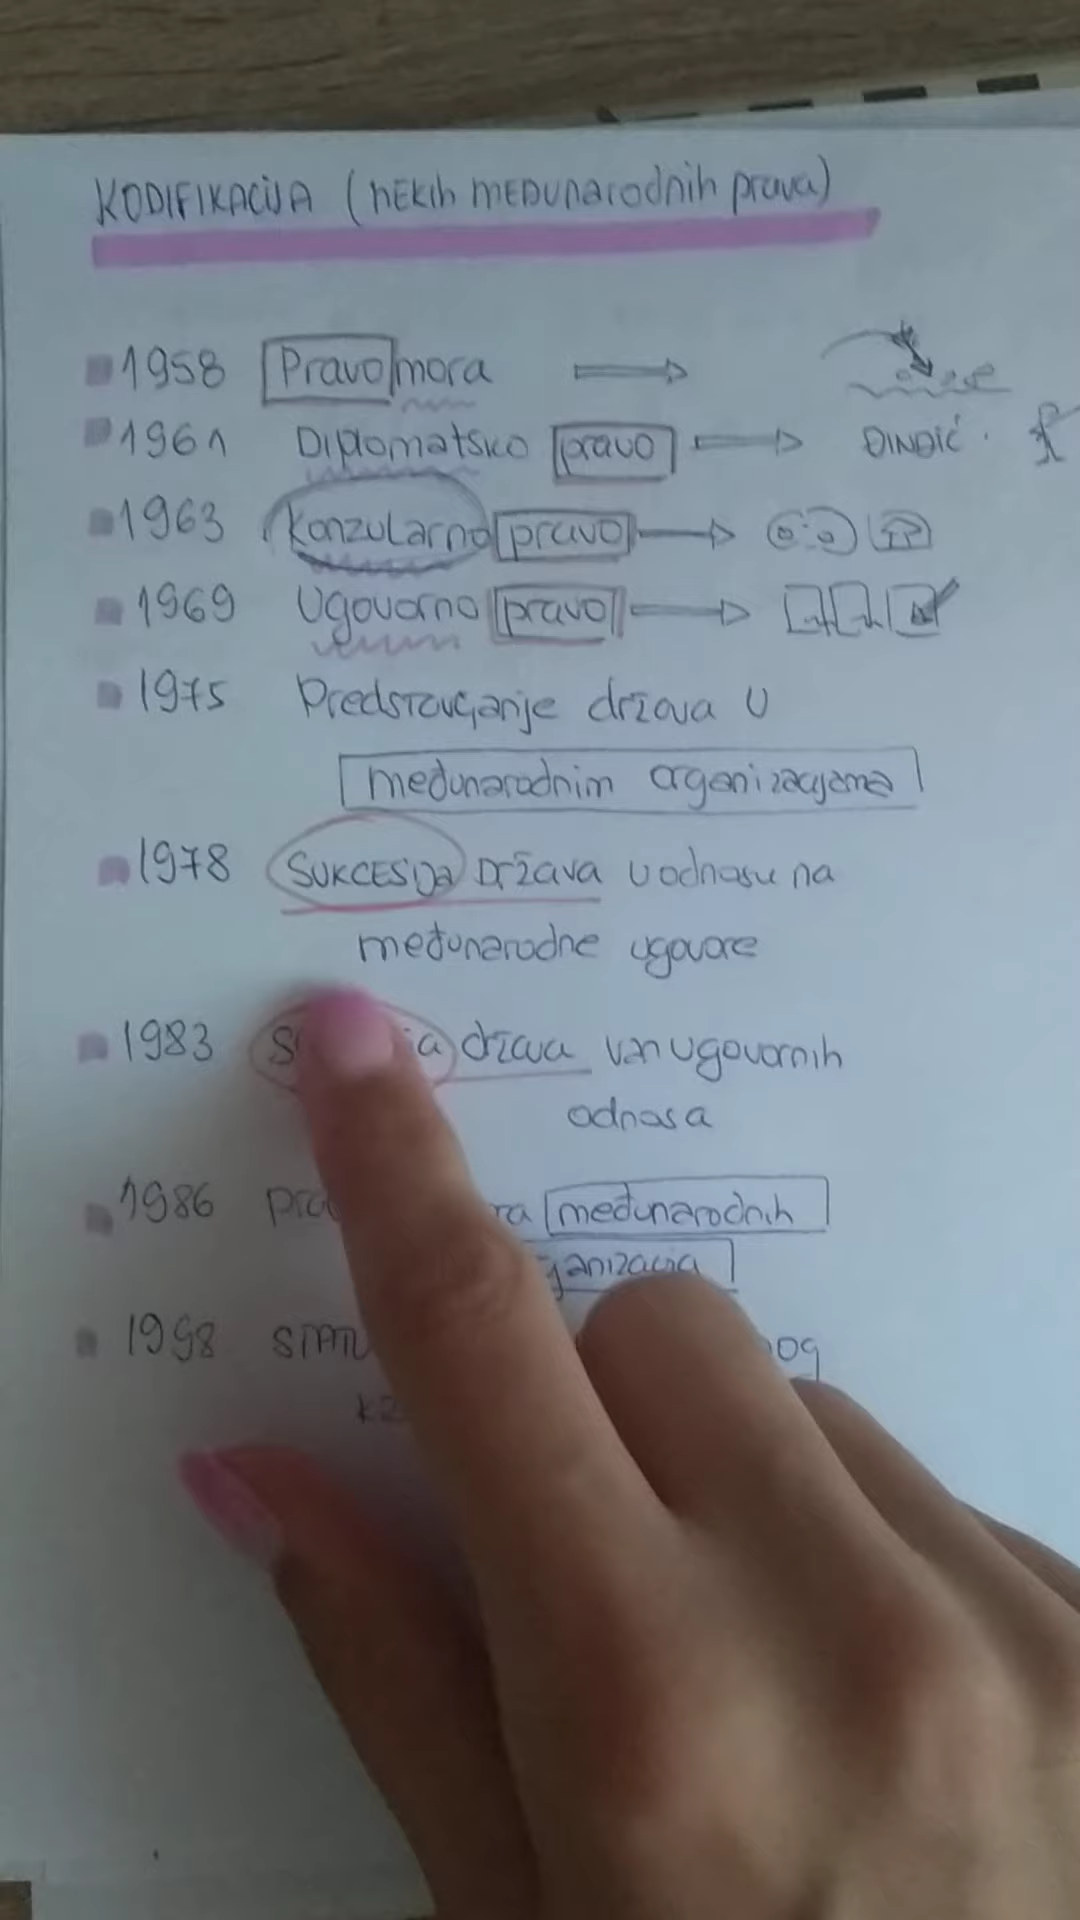 KODIFIKACIJA (nekih međunarodnih prava)
1958 Pravo mora
1961 Diplomatsko pravo ĐINĐIĆ.
1963 Konzularno pravo
1969 Ugovorno pravo
1975 Predstavljanje država u
međunarodnim organizacijama
1978 SUKCESIJA Država u odnosu na
međunarodne ugovore
1983 država van ugovornih
odnosa
1986 međunarodnih
1998